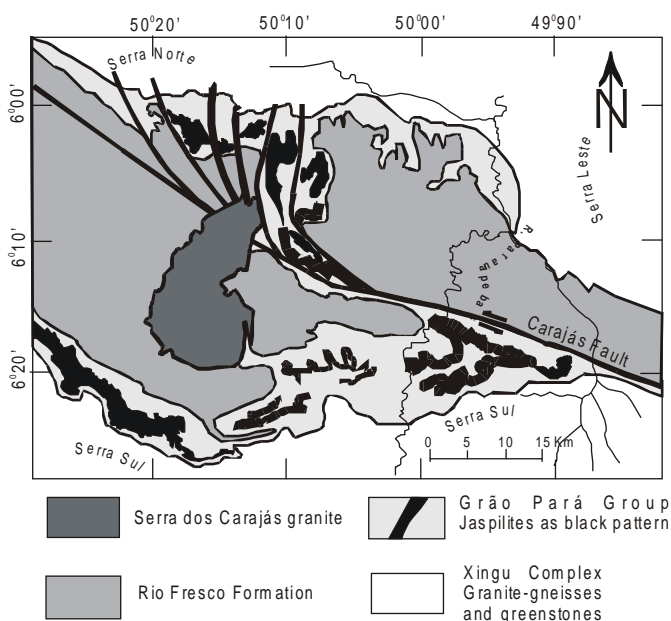 50°20' 50°10' 50°00' 49°90'
Serra Norte
6°00'
N
Serra Leste
6°10'
R. Parauapeba
Carajás Fault
6°20'
Serra Sul
Serra Sul
0 5 10 15 Km
Serra dos Carajás granite
Grão Pará Group
Jaspilites as black pattern
Rio Fresco Formation
Xingu Complex
Granite-gneisses
and greenstones